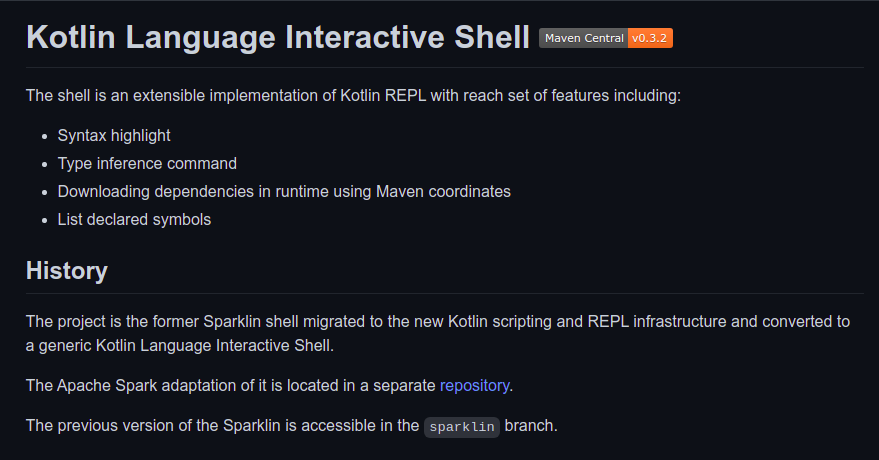 Kotlin Language Interactive Shell Maven Central v0.3.2
The shell is an extensible implementation of Kotlin REPL with reach set of features including:
• Syntax highlight
• Type inference command
• Downloading dependencies in runtime using Maven coordinates
• List declared symbols
History
The project is the former Sparklin shell migrated to the new Kotlin scripting and REPL infrastructure and converted to
a generic Kotlin Language Interactive Shell.
The Apache Spark adaptation of it is located in a separate repository.
The previous version of the Sparklin is accessible in the sparklin branch.